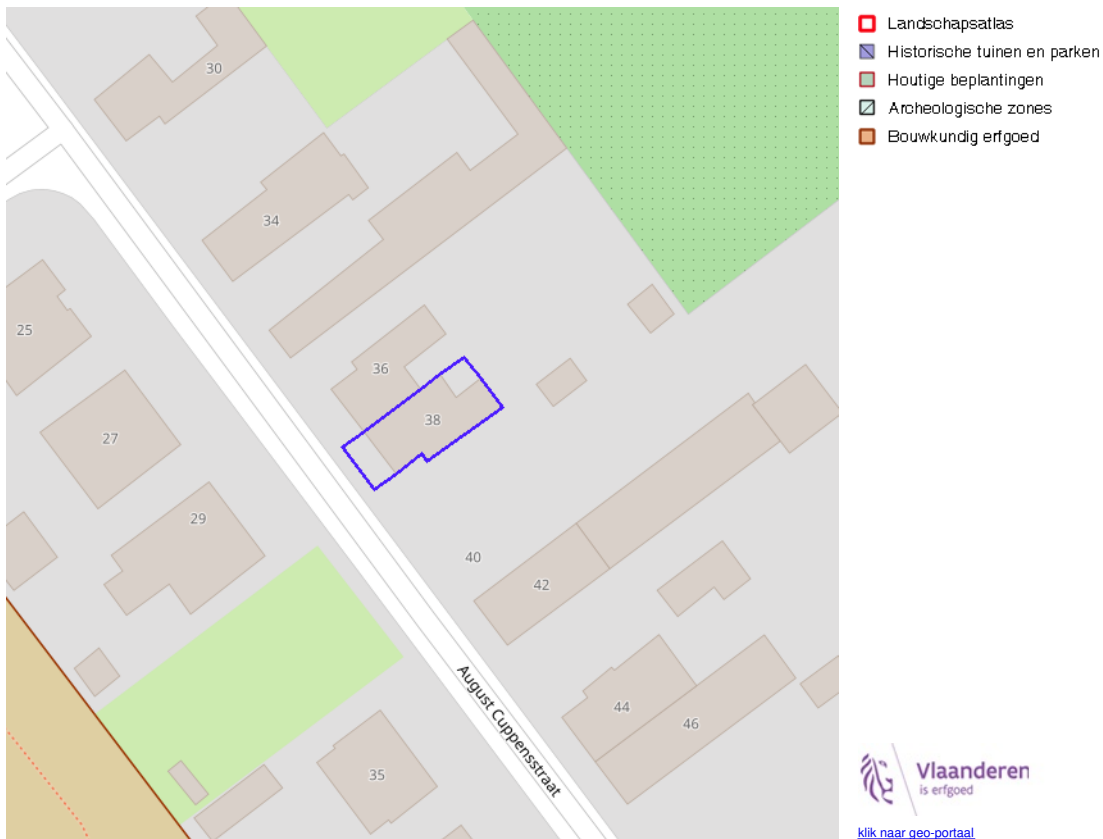 30
34
25
36
38
27
29
40
42
44
46
35
August Cuppensstraat
Landschapsatlas
Historische tuinen en parken
Houtige beplantingen
Archeologische zones
Bouwkundig erfgoed
Vlaanderen
is erfgoed
klik naar geo-portaal